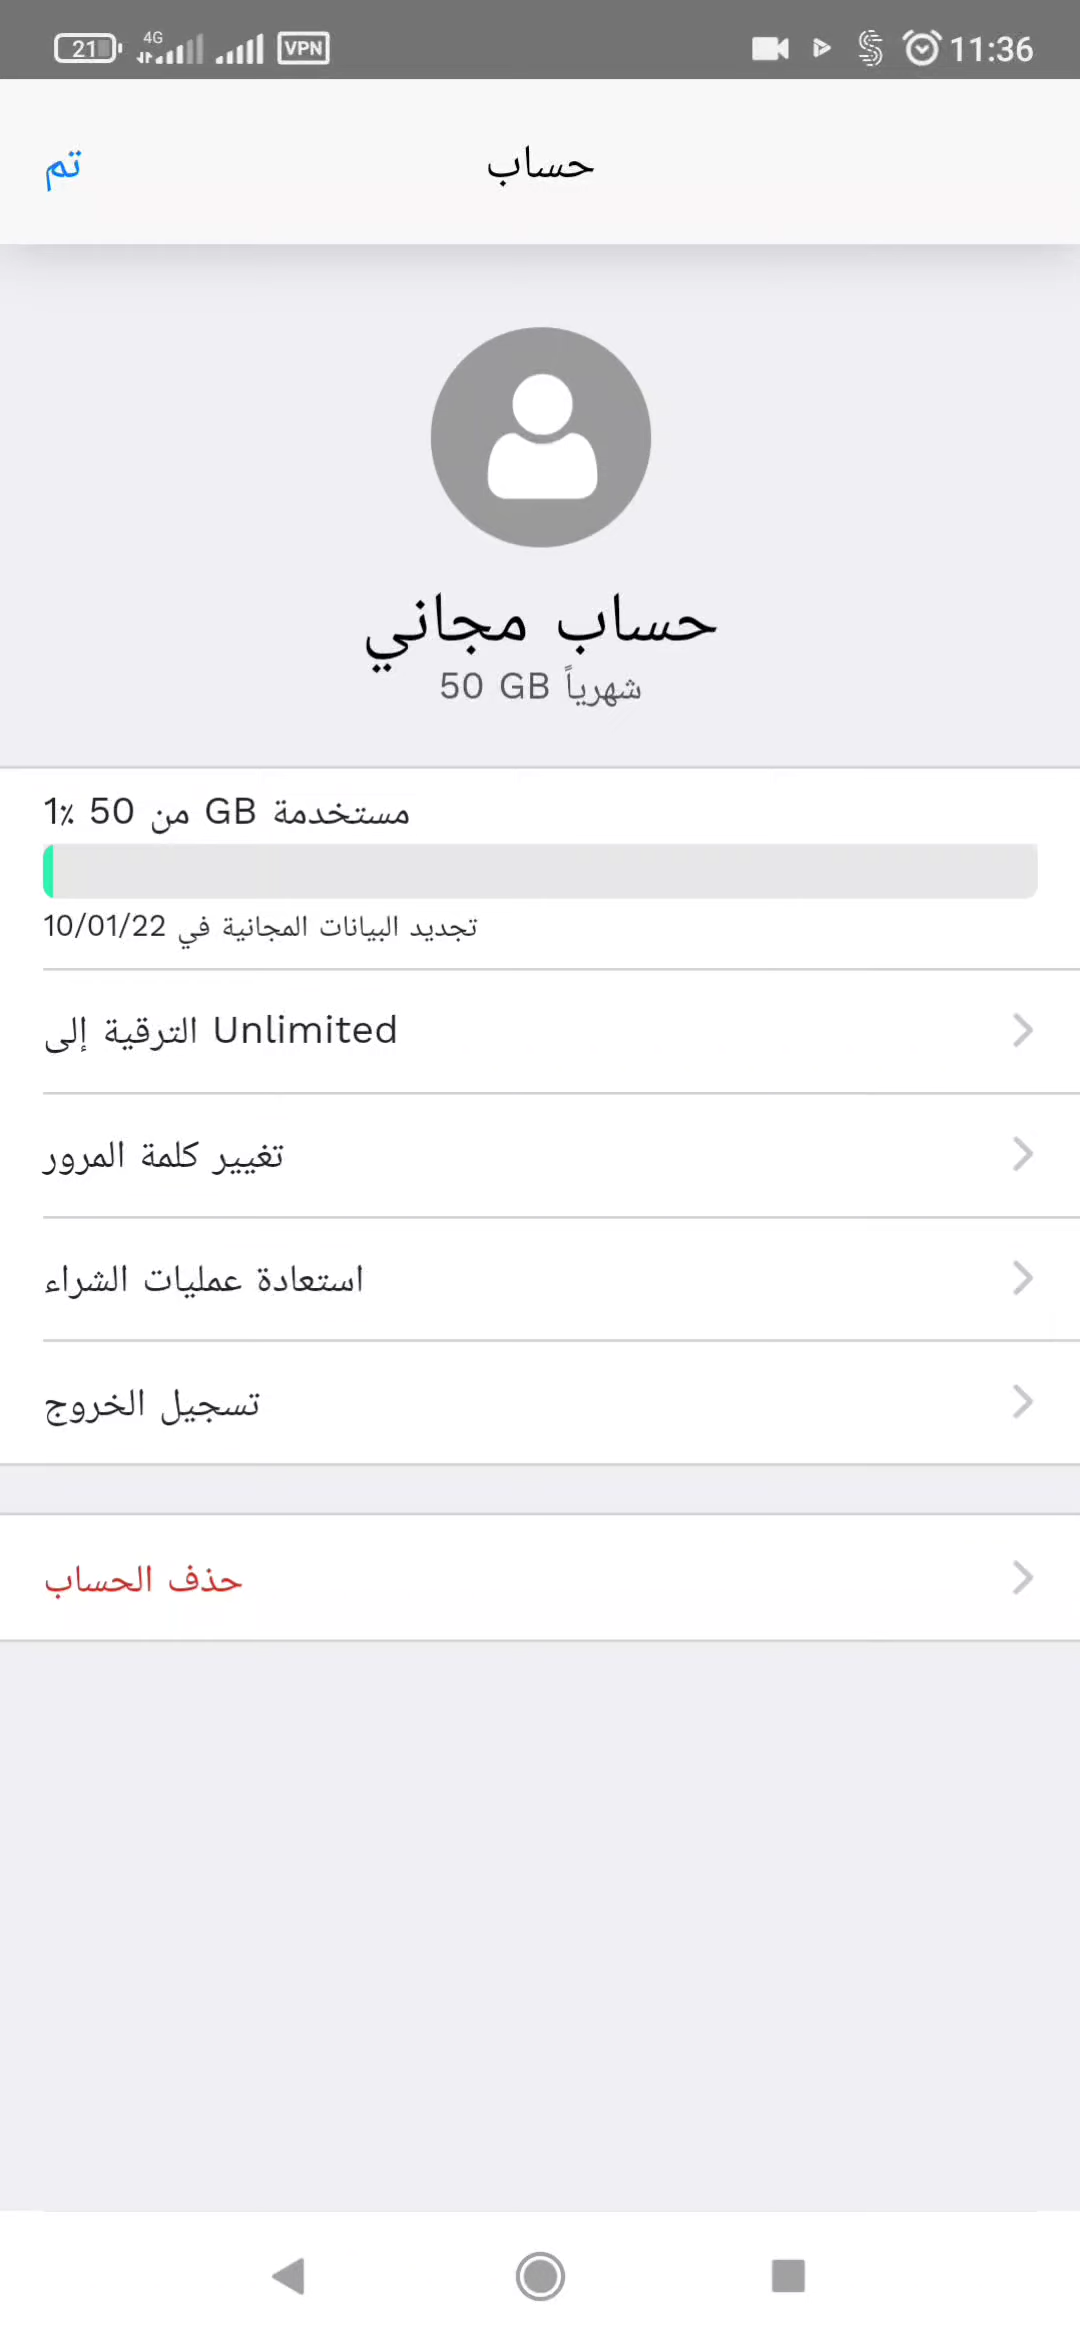 21 4G VPN 11:36
تم
حساب
حساب مجاني
50 GB شهرياً
1٪ من 50 GB مستخدمة
تجديد البيانات المجانية في 10/01/22
الترقية إلى Unlimited
تغيير كلمة المرور
استعادة عمليات الشراء
تسجيل الخروج
حذف الحساب